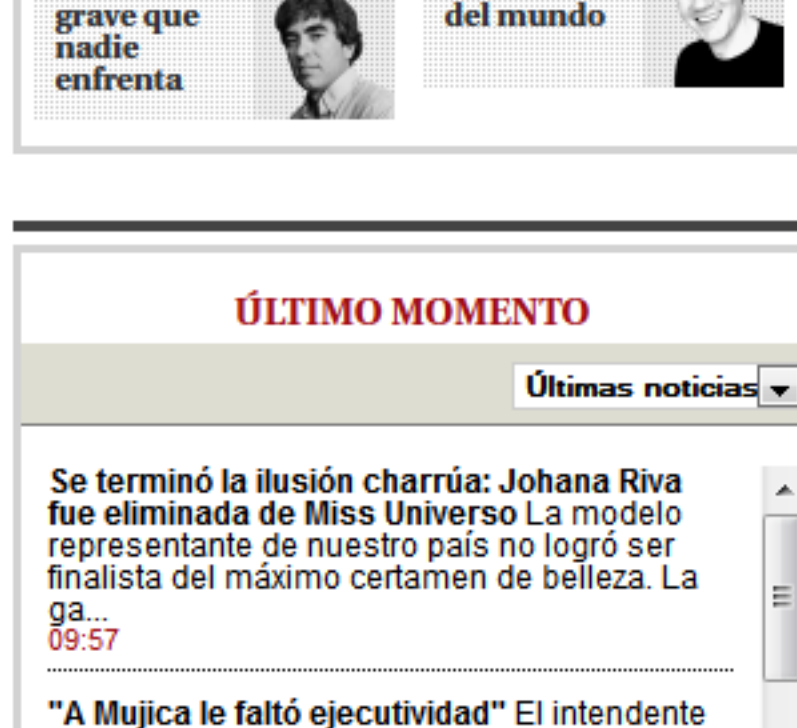 grave que
nadie
enfrenta
del mundo
ÚLTIMO MOMENTO
Últimas noticias
Se terminó la ilusión charrúa: Johana Riva
fue eliminada de Miss Universo La modelo
representante de nuestro país no logró ser
finalista del máximo certamen de belleza. La
ga...
09:57
"A Mujica le faltó ejecutividad" El intendente